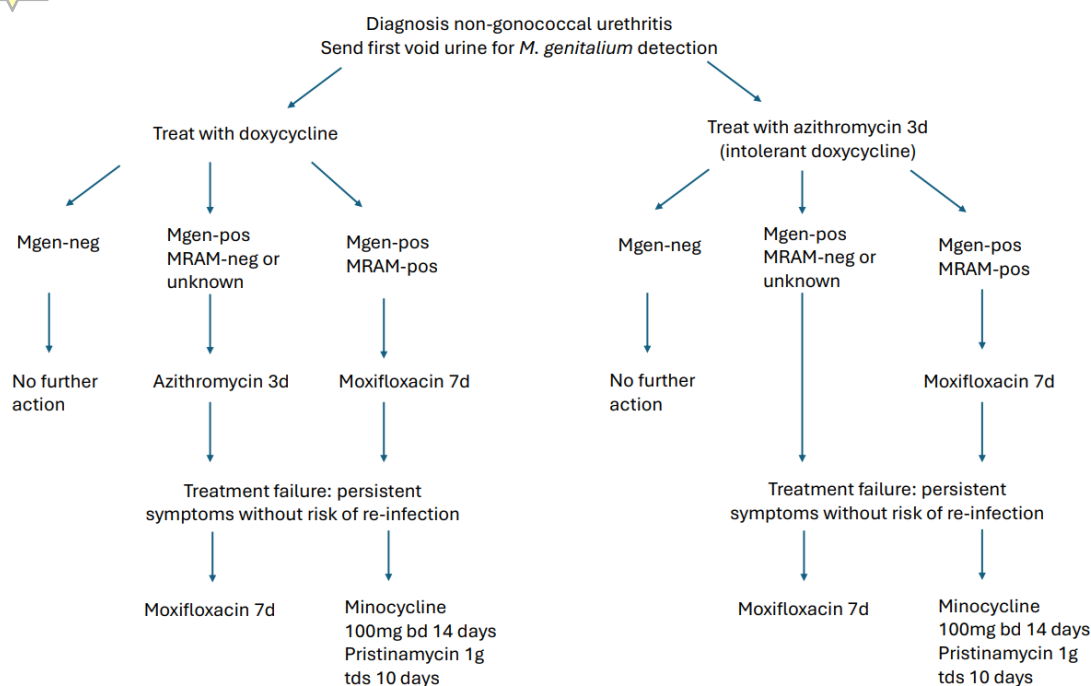 Diagnosis non-gonococcal urethritis
Send first void urine for M. genitalium detection
Treat with doxycycline
Treat with azithromycin 3d
(intolerant doxycycline)
Mgen-neg
Mgen-pos
MRAM-neg or
unknown
Mgen-pos
MRAM-pos
Mgen-neg
Mgen-pos
MRAM-neg or
unknown
Mgen-pos
MRAM-pos
No further
action
Azithromycin 3d
Moxifloxacin 7d
No further
action
Moxifloxacin 7d
Treatment failure: persistent
symptoms without risk of re-infection
Treatment failure: persistent
symptoms without risk of re-infection
Moxifloxacin 7d
Minocycline
100mg bd 14 days
Pristinamycin 1g
tds 10 days
Moxifloxacin 7d
Minocycline
100mg bd 14 days
Pristinamycin 1g
tds 10 days